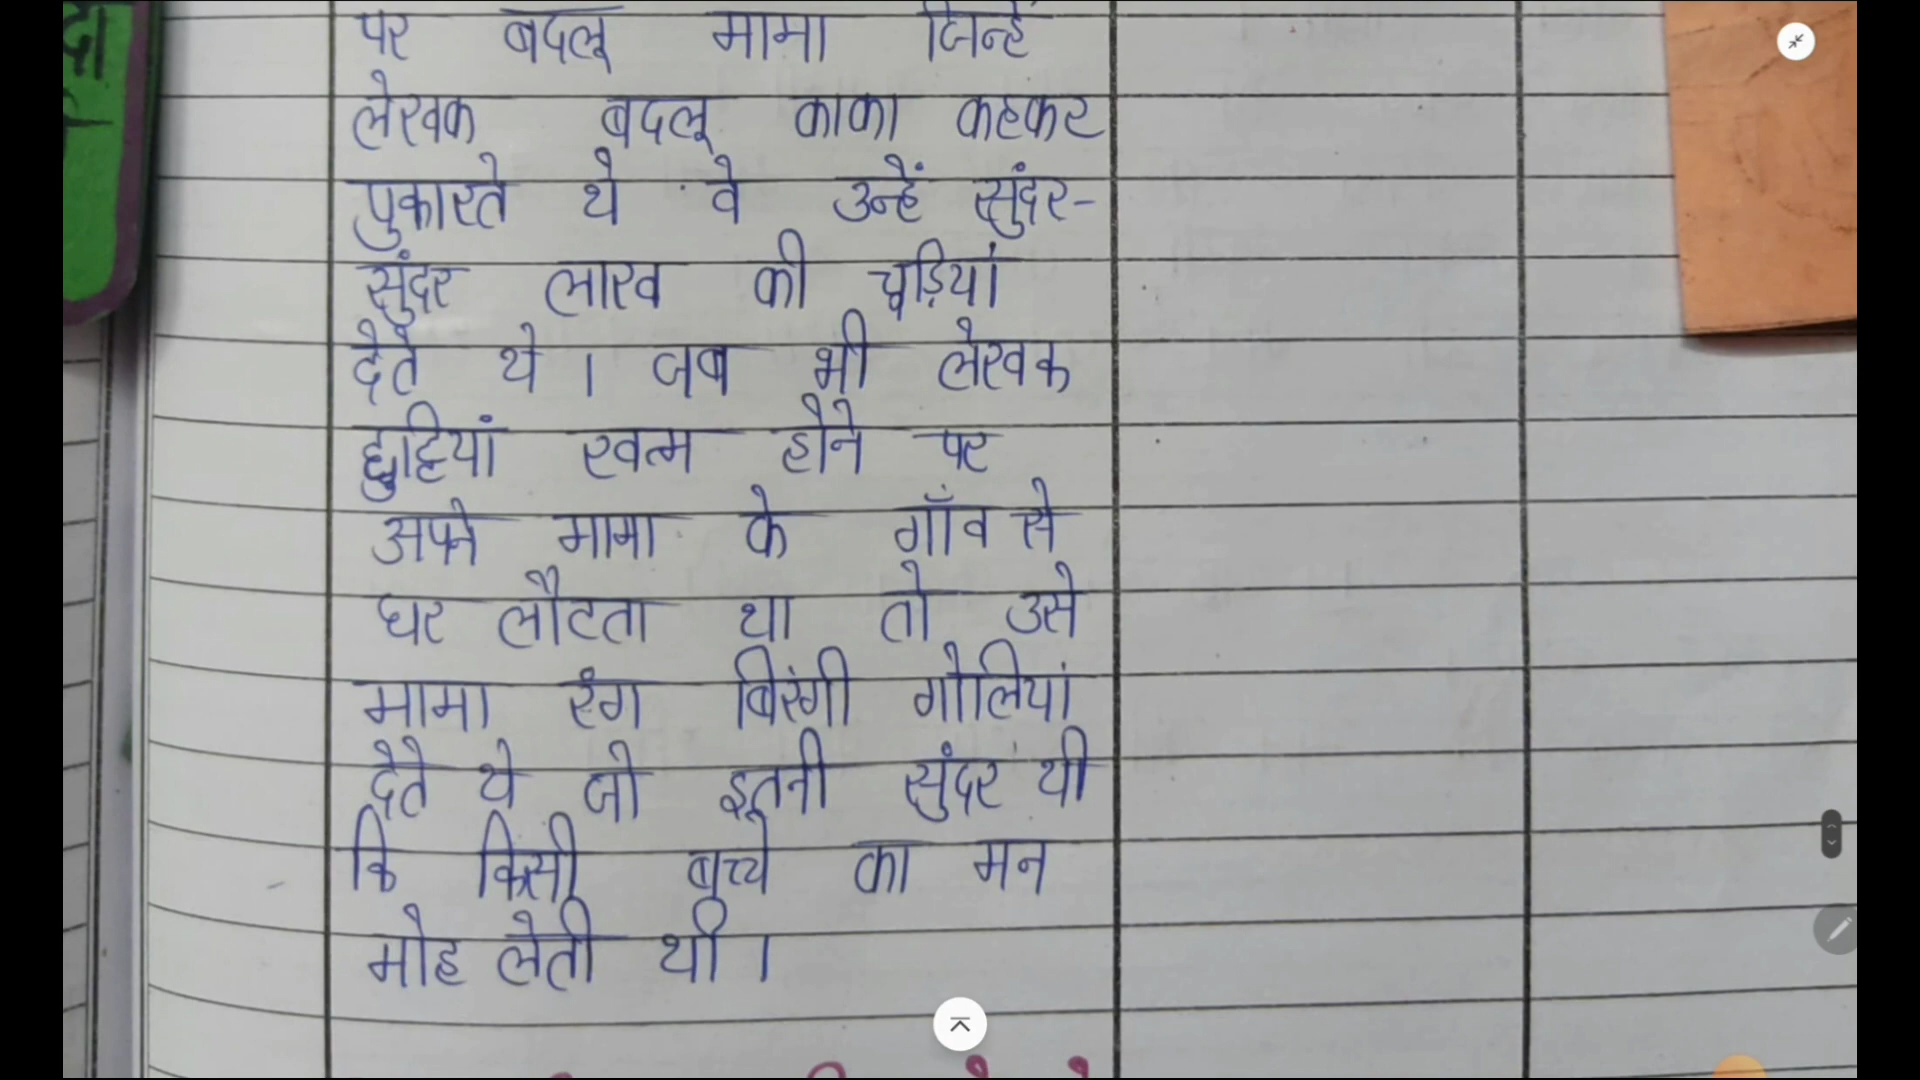 दी
पर बदलू मामा जिन्हें
लेखक बदलू काका कहकर
पुकारते थे वे उन्हें सुंदर-
सुंदर लाख की चूड़ियां
देते थे । जब भी लेखक
छुट्टियां खत्म होने पर
अपने मामा के गाँव से
घर लौटता था तो उसे
मामा रंग बिरंगी गोलियां
देते थे जो इतनी सुंदर थी
कि किसी बच्चे का मन
मोह लेती थी ।